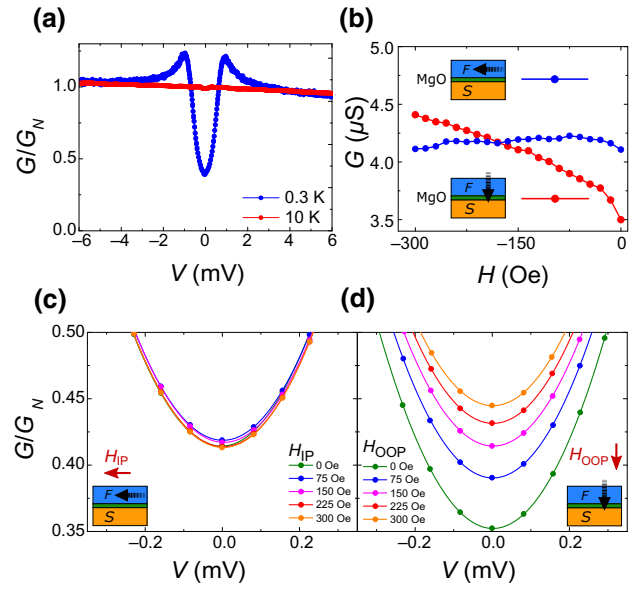 (a)
G/G_N
1.0
0.5
0.0
−6
−4
−2
0
2
4
6
V (mV)
0.3 K
10 K
(b)
G (µS)
5.0
4.5
4.0
3.5
−300
−150
0
H (Oe)
MgO
F
S
MgO
F
S
(c)
G/G_N
0.50
0.45
0.40
0.35
−0.2
0.0
0.2
V (mV)
H_IP
F
S
H_IP
0 Oe
75 Oe
150 Oe
225 Oe
300 Oe
(d)
−0.2
0.0
0.2
V (mV)
H_OOP
0 Oe
75 Oe
150 Oe
225 Oe
300 Oe
H_OOP
F
S